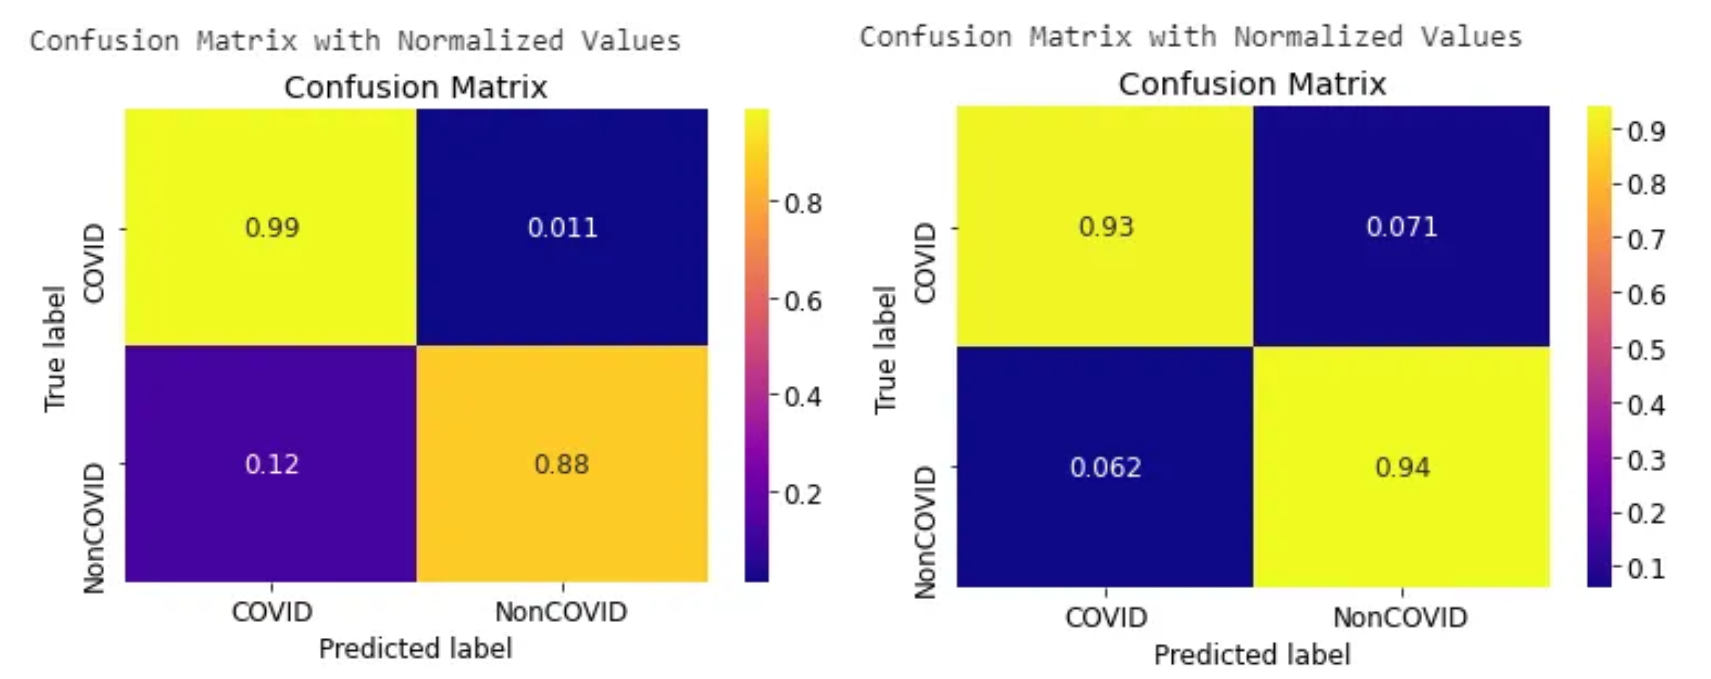 Confusion Matrix with Normalized Values
Confusion Matrix
COVID
NonCOVID
True label
0.99
0.011
0.12
0.88
COVID
NonCOVID
Predicted label
0.8
0.6
0.4
0.2
Confusion Matrix with Normalized Values
Confusion Matrix
COVID
NonCOVID
True label
0.93
0.071
0.062
0.94
COVID
NonCOVID
Predicted label
0.9
0.8
0.7
0.6
0.5
0.4
0.3
0.2
0.1